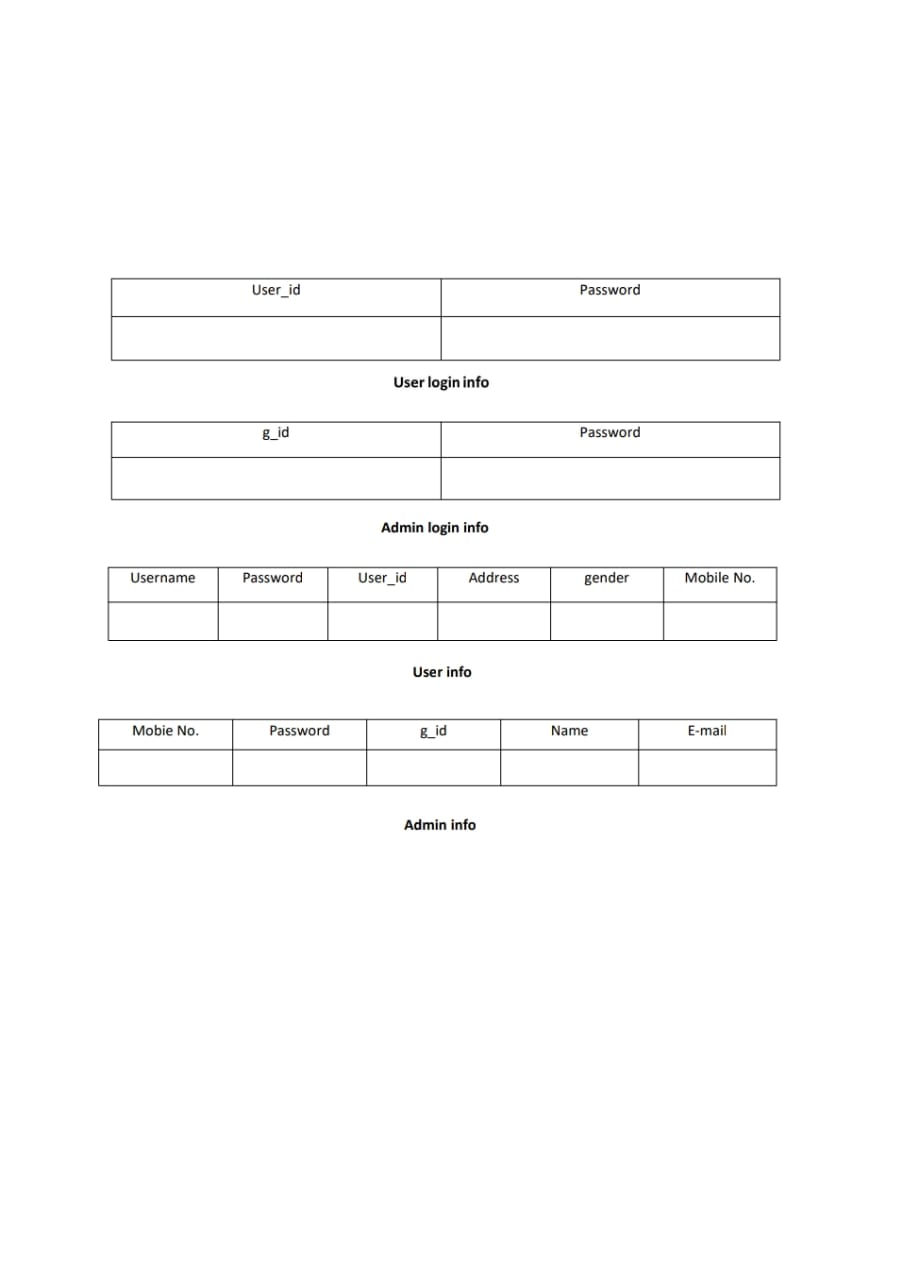 User_id Password
User login info
g_id Password
Admin login info
Username Password User_id Address gender Mobile No.
User info
Mobie No. Password g_id Name E-mail
Admin info